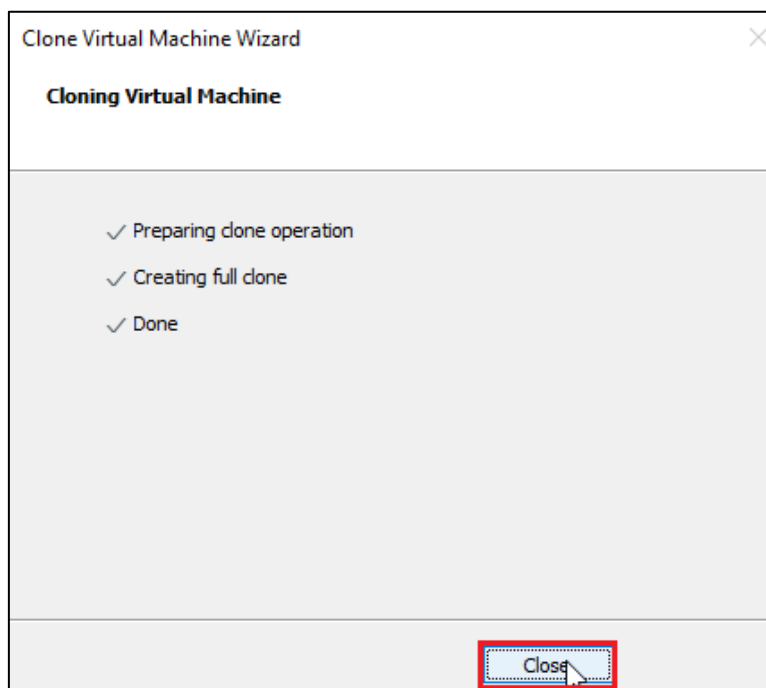 Clone Virtual Machine Wizard
Cloning Virtual Machine
Preparing clone operation
Creating full clone
Done
Close